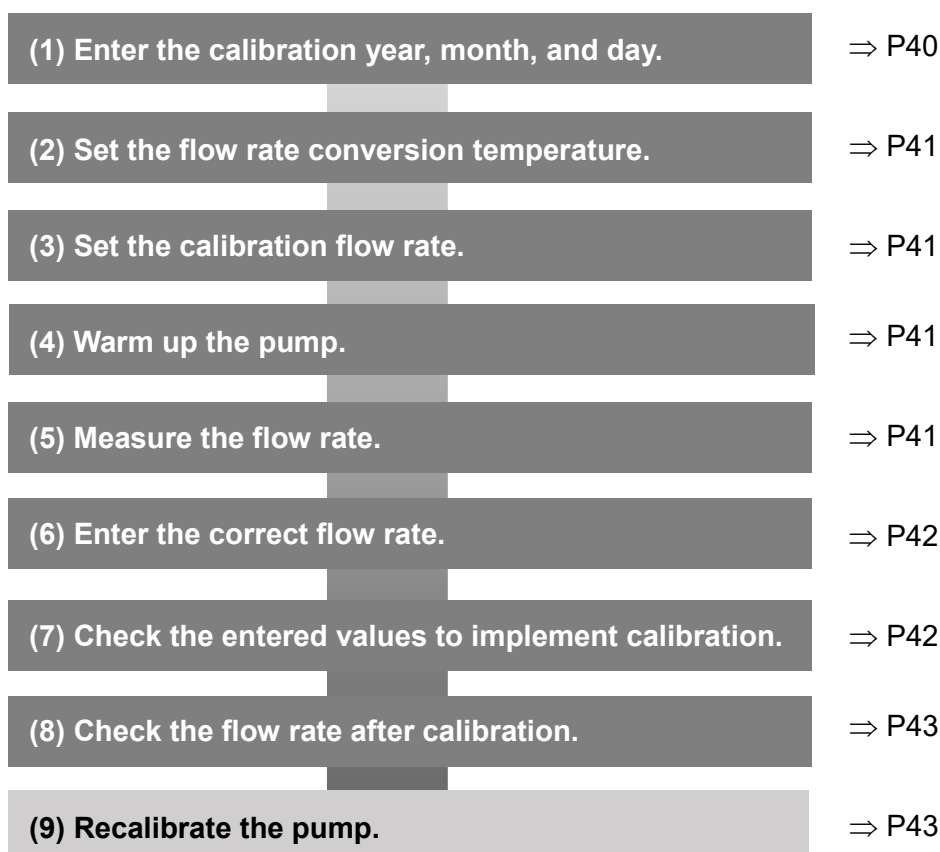 (1) Enter the calibration year, month, and day. ⇒ P40
(2) Set the flow rate conversion temperature. ⇒ P41
(3) Set the calibration flow rate. ⇒ P41
(4) Warm up the pump. ⇒ P41
(5) Measure the flow rate. ⇒ P41
(6) Enter the correct flow rate. ⇒ P42
(7) Check the entered values to implement calibration. ⇒ P42
(8) Check the flow rate after calibration. ⇒ P43
(9) Recalibrate the pump. ⇒ P43